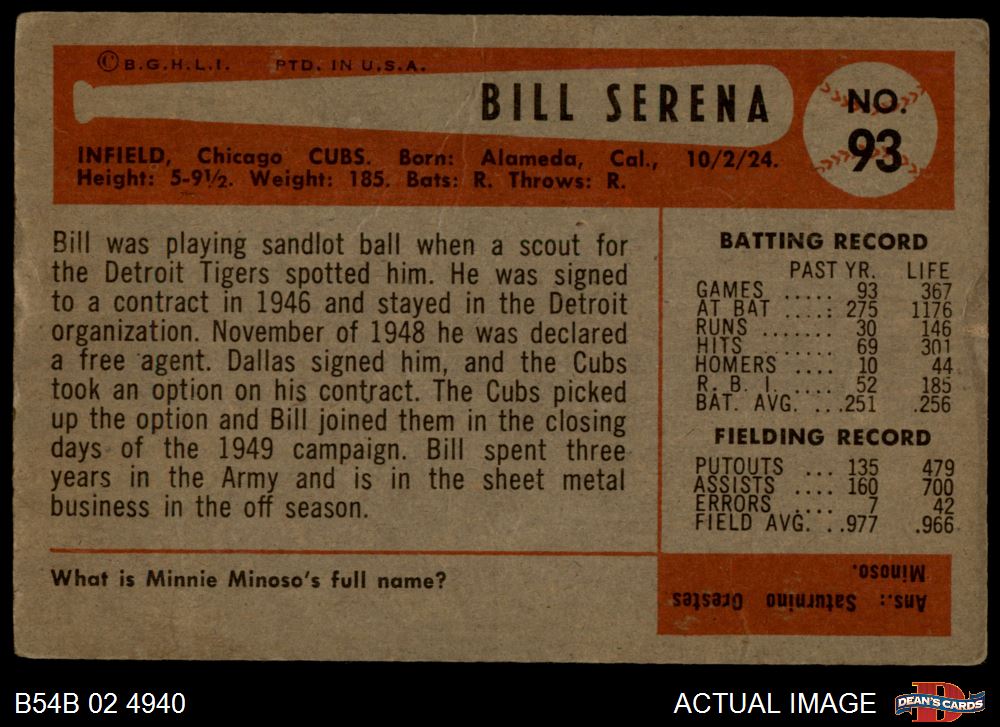 © B.G.H.L.I. PTD. IN U.S.A.
BILL SERENA
NO.
93
INFIELD, Chicago CUBS. Born: Alameda, Cal., 10/2/24.
Height: 5-9½. Weight: 185. Bats: R. Throws: R.
Bill was playing sandlot ball when a scout for
the Detroit Tigers spotted him. He was signed
to a contract in 1946 and stayed in the Detroit
organization. November of 1948 he was declared
a free agent. Dallas signed him, and the Cubs
took an option on his contract. The Cubs picked
up the option and Bill joined them in the closing
days of the 1949 campaign. Bill spent three
years in the Army and is in the sheet metal
business in the off season.
BATTING RECORD
PAST YR. LIFE
GAMES ..... 93 367
AT BAT ....: 275 1176
RUNS ....... 30 146
HITS ...... 69 301
HOMERS .... 10 44
R. B. I. .... 52 185
BAT. AVG. ...251 .256
FIELDING RECORD
PUTOUTS ... 135 479
ASSISTS .... 160 700
ERRORS .... 7 42
FIELD AVG. ..977 .966
What is Minnie Minoso's full name?
Ans.: Saturnino Orestes
Minoso.
B54B 02 4940
ACTUAL IMAGE
D
DEAN'S CARDS